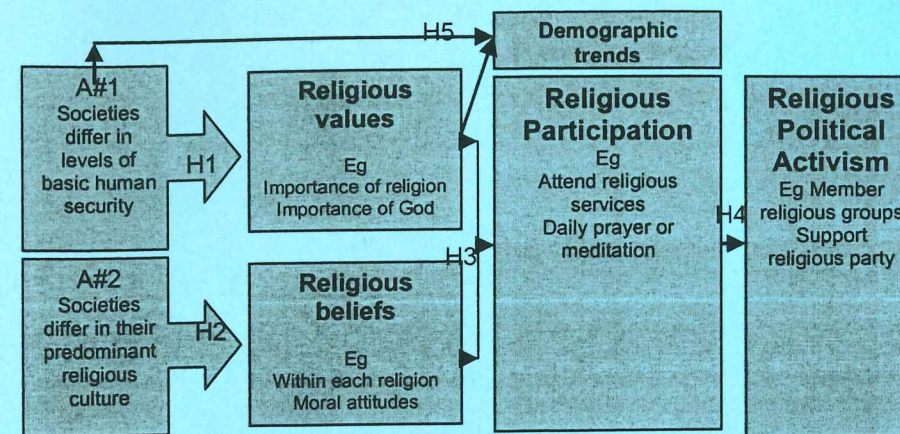 H5
Demographic
trends
A#1
Societies
differ in
levels of
basic human
security
H1
Religious
values
Eg
Importance of religion
Importance of God
Religious
Participation
Eg
Attend religious
services
Daily prayer or
meditation
H4
Religious
Political
Activism
Eg Member
religious groups
Support
religious party
A#2
Societies
differ in their
predominant
religious
culture
H2
Religious
beliefs
Eg
Within each religion
Moral attitudes
H3